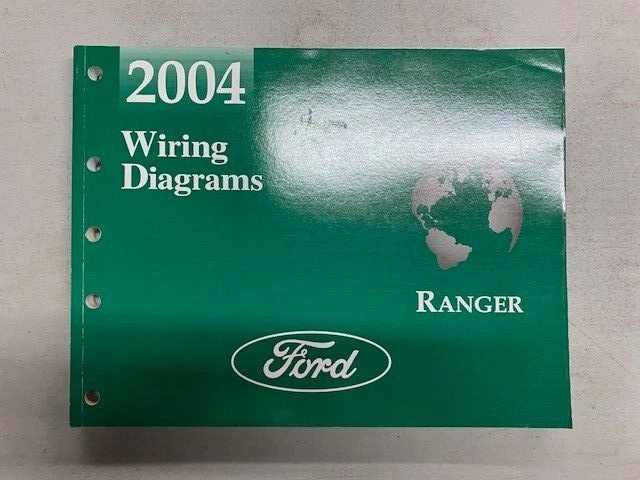 2004
Wiring
Diagrams
RANGER
Ford